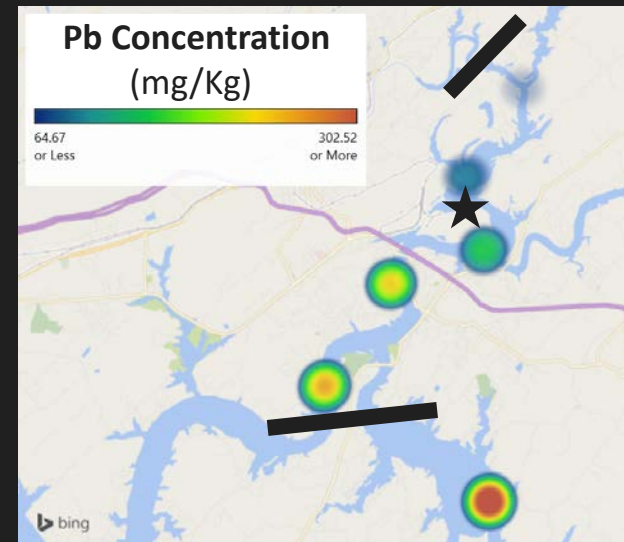 Pb Concentration
(mg/Kg)
64.67
or Less
302.52
or More
bing